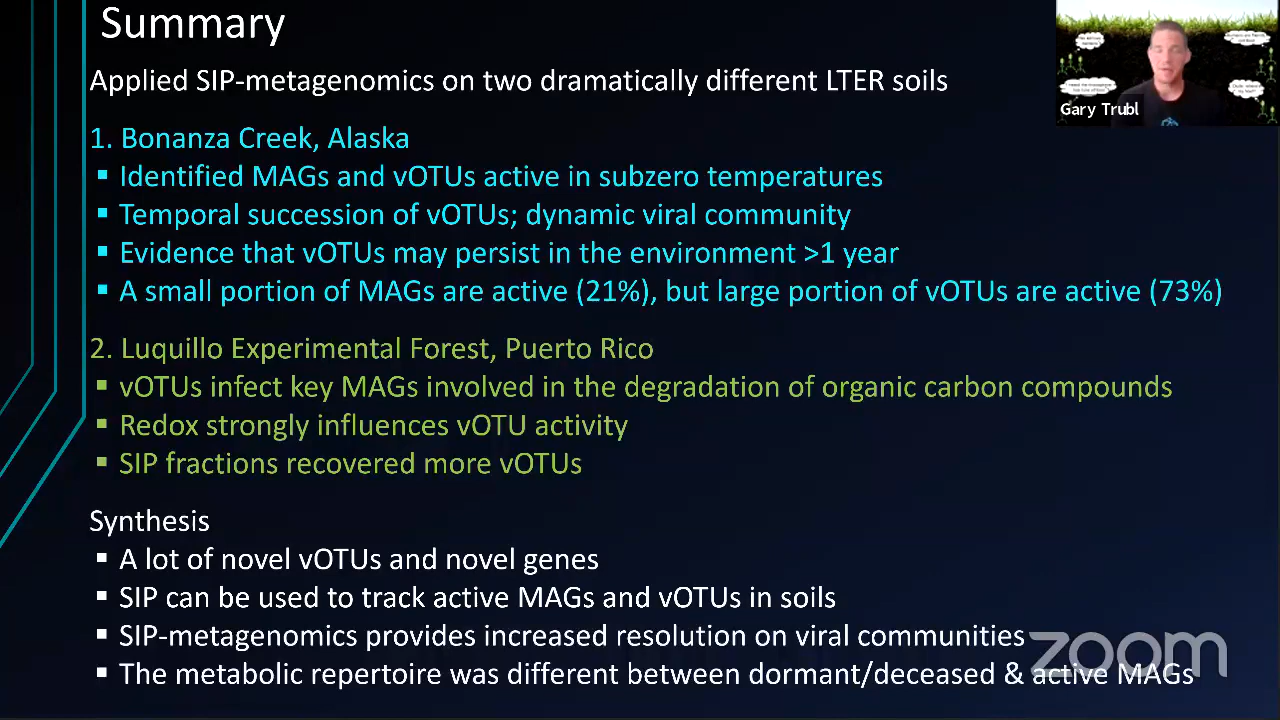 Summary
Applied SIP-metagenomics on two dramatically different LTER soils
1. Bonanza Creek, Alaska
▪ Identified MAGs and vOTUs active in subzero temperatures
▪ Temporal succession of vOTUs; dynamic viral community
▪ Evidence that vOTUs may persist in the environment >1 year
▪ A small portion of MAGs are active (21%), but large portion of vOTUs are active (73%)
2. Luquillo Experimental Forest, Puerto Rico
▪ vOTUs infect key MAGs involved in the degradation of organic carbon compounds
▪ Redox strongly influences vOTU activity
▪ SIP fractions recovered more vOTUs
Synthesis
▪ A lot of novel vOTUs and novel genes
▪ SIP can be used to track active MAGs and vOTUs in soils
▪ SIP-metagenomics provides increased resolution on viral communities
▪ The metabolic repertoire was different between dormant/deceased & active MAGs
Gary Trubl
zoom